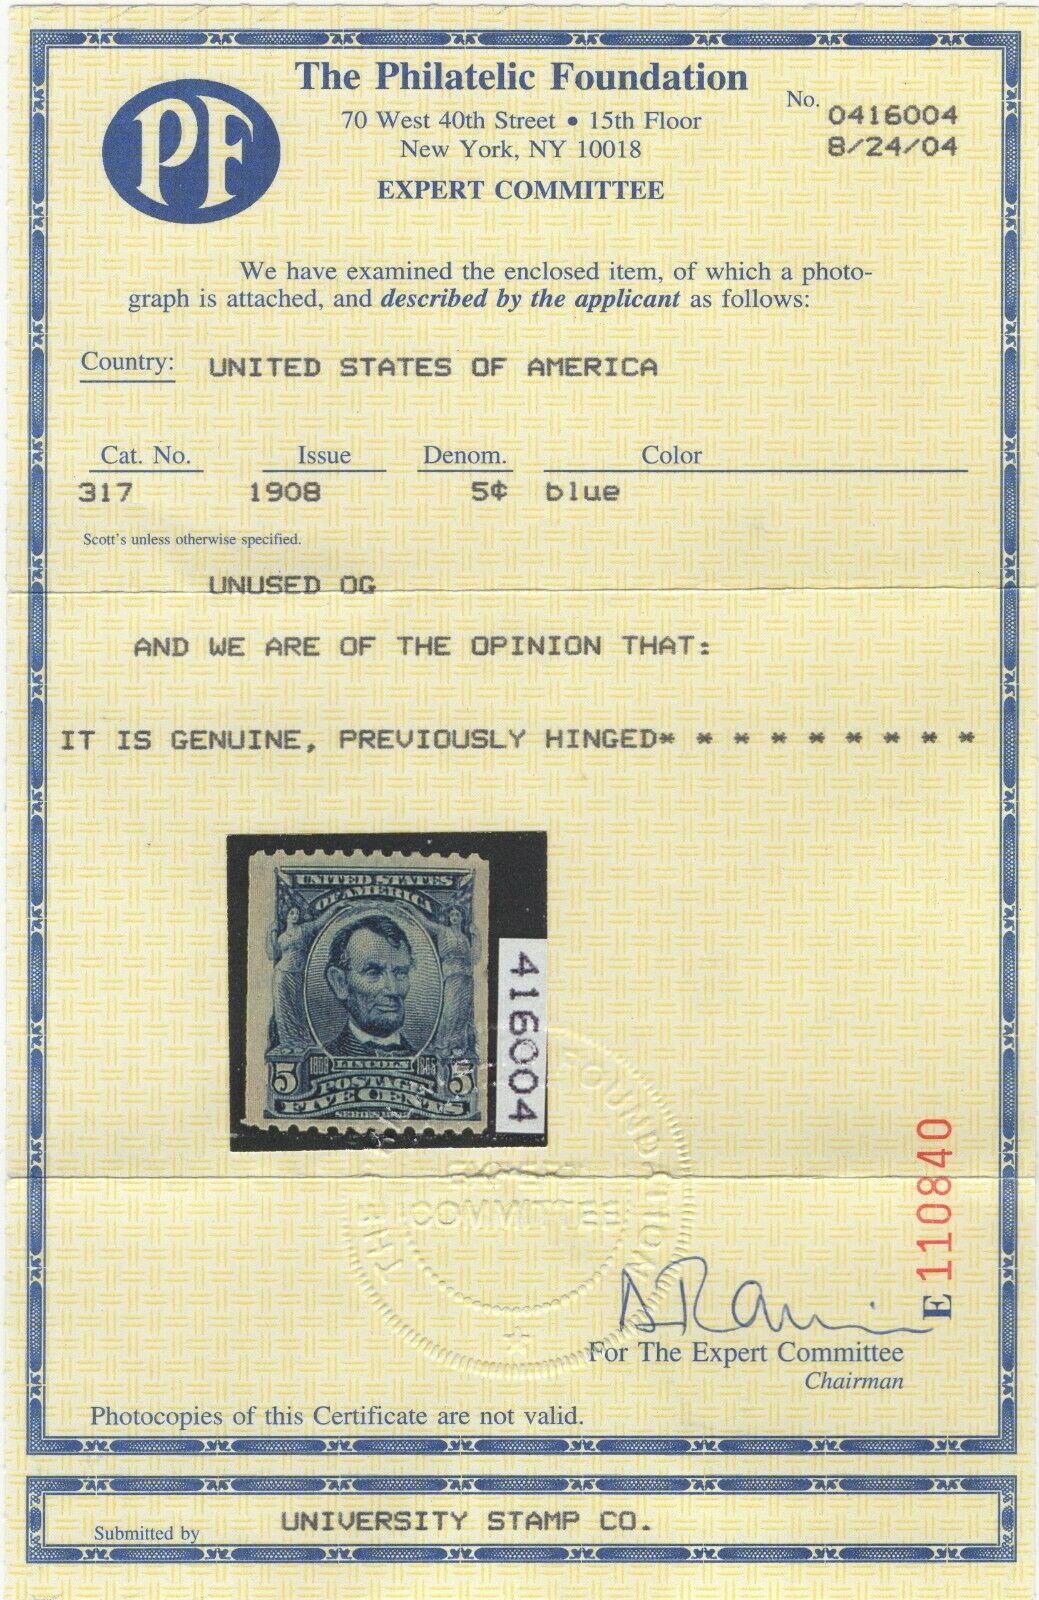 PF
The Philatelic Foundation
70 West 40th Street • 15th Floor
New York, NY 10018
EXPERT COMMITTEE
No. 0416004
8/24/04
We have examined the enclosed item, of which a photo-
graph is attached, and described by the applicant as follows:
Country: UNITED STATES OF AMERICA
Cat. No. Issue Denom. Color
317 1908 5¢ blue
Scott's unless otherwise specified.
UNUSED OG
AND WE ARE OF THE OPINION THAT:
IT IS GENUINE, PREVIOUSLY HINGED* * * * * * * * *
UNITED STATES
OF AMERICA
1809 LINCOLN 1865
5 POSTAGE 5
FIVE CENTS
416004
THE FOUNDATION
COMMITTEE
E 110840
For The Expert Committee
Chairman
Photocopies of this Certificate are not valid.
Submitted by UNIVERSITY STAMP CO.